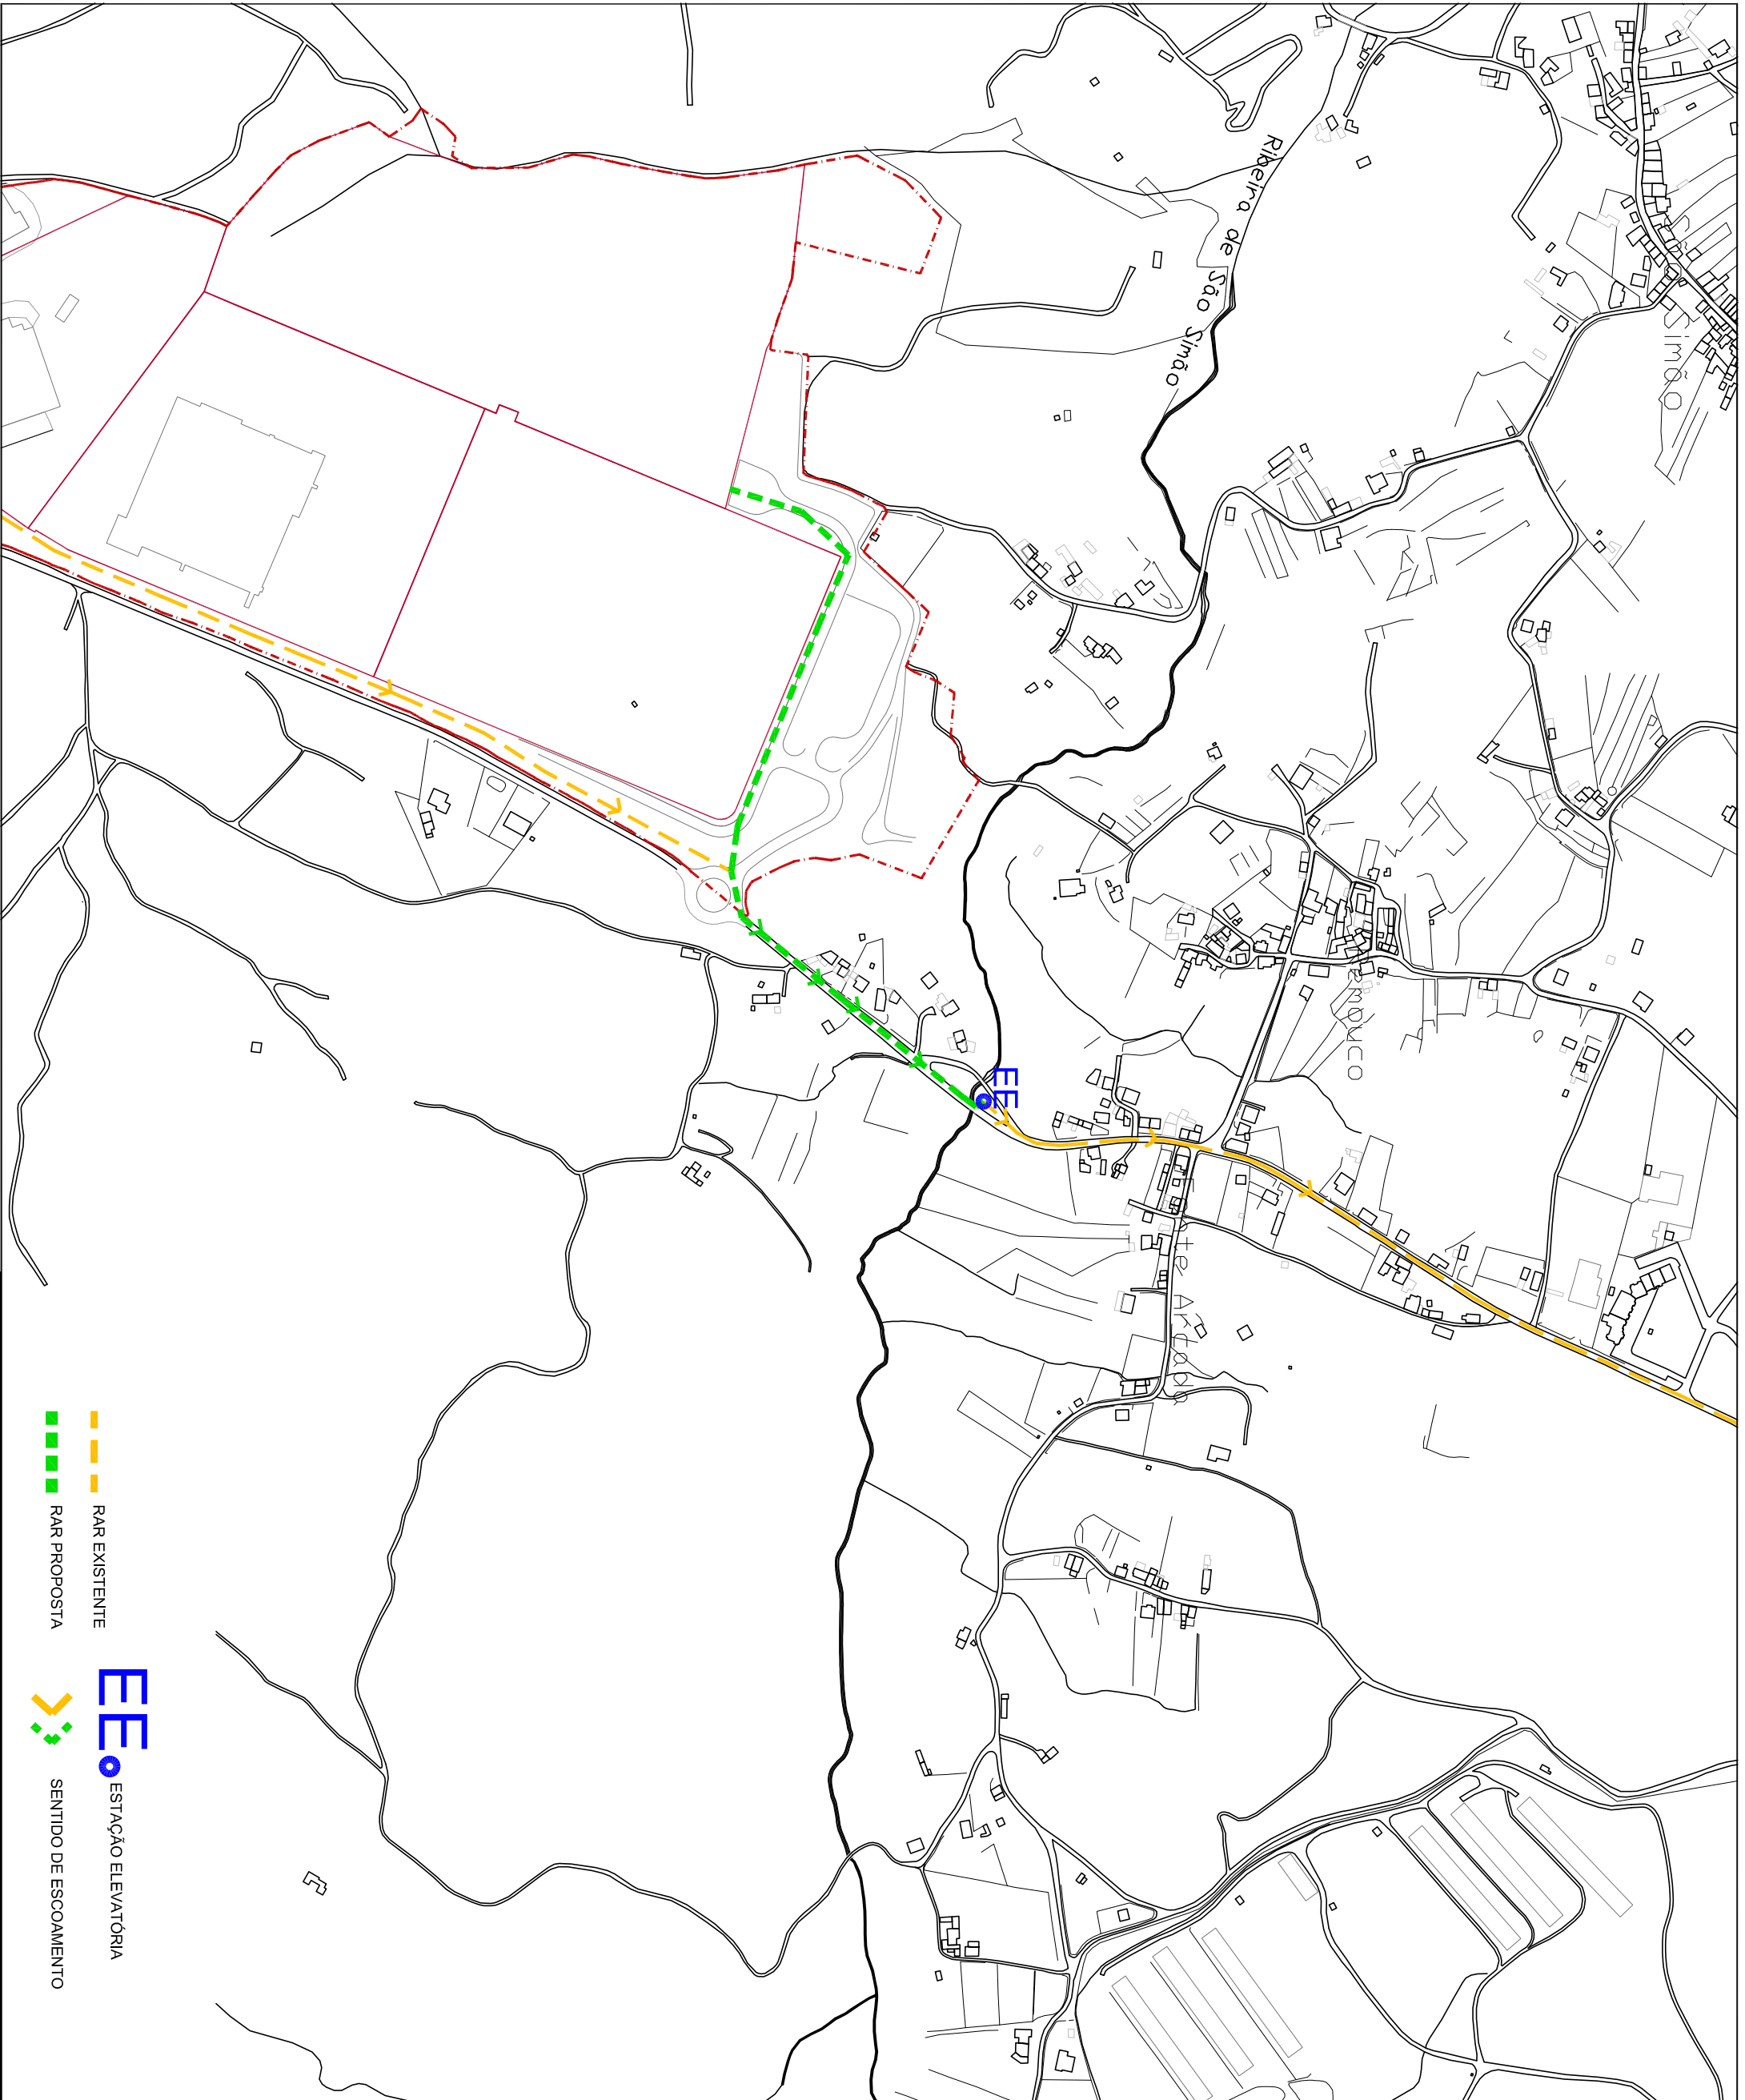 Ribeira de São Simão
EE
RAR EXISTENTE
RAR PROPOSTA
EE
ESTAÇÃO ELEVATÓRIA
SENTIDO DE ESCOAMENTO